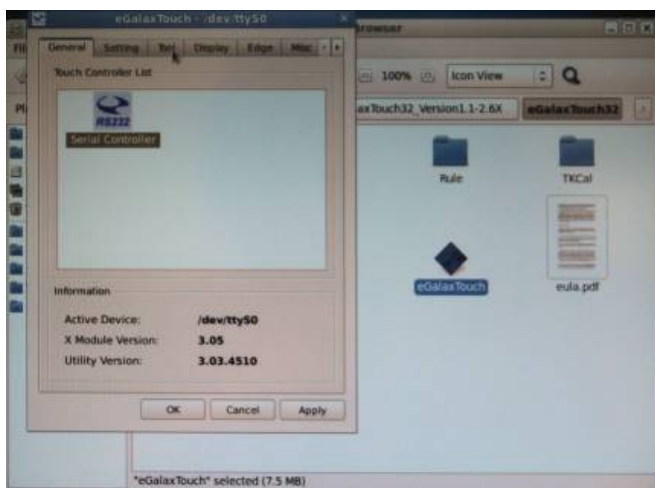 eGalaxTouch - /dev/ttyS0
General Setting Tool Display Edge Misc
Touch Controller List
RS232
Serial Controller
Information
Active Device: /dev/ttyS0
X Module Version: 3.05
Utility Version: 3.03.4510
OK Cancel Apply
100% Icon View
axTouch32_Version1.1-2.6X eGalaxTouch32
Rule TKCal
eGalaxTouch eula.pdf
"eGalaxTouch" selected (7.5 MB)